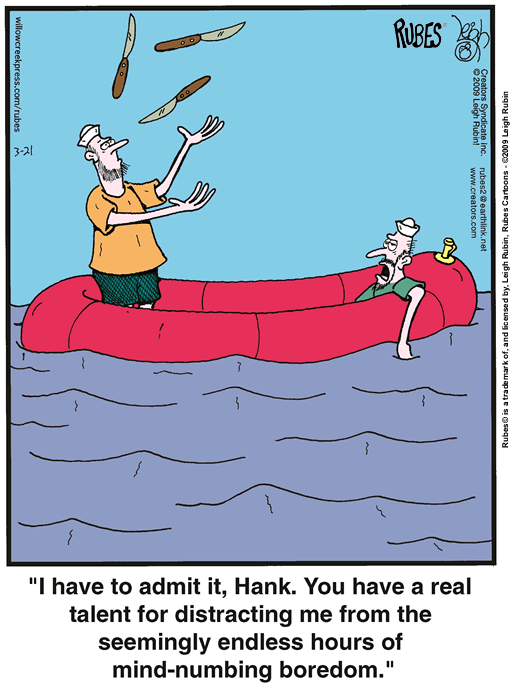 willowcreekpress.com/rubes
3-21
RUBES
Creators Syndicate Inc.
©2009 Leigh Rubin!
rubes2@earthlink.net
www.creators.com
Rubes© is a trademark of, and licensed by, Leigh Rubin, Rubes Cartoons - ©2009 Leigh Rubin
"I have to admit it, Hank. You have a real
talent for distracting me from the
seemingly endless hours of
mind-numbing boredom."